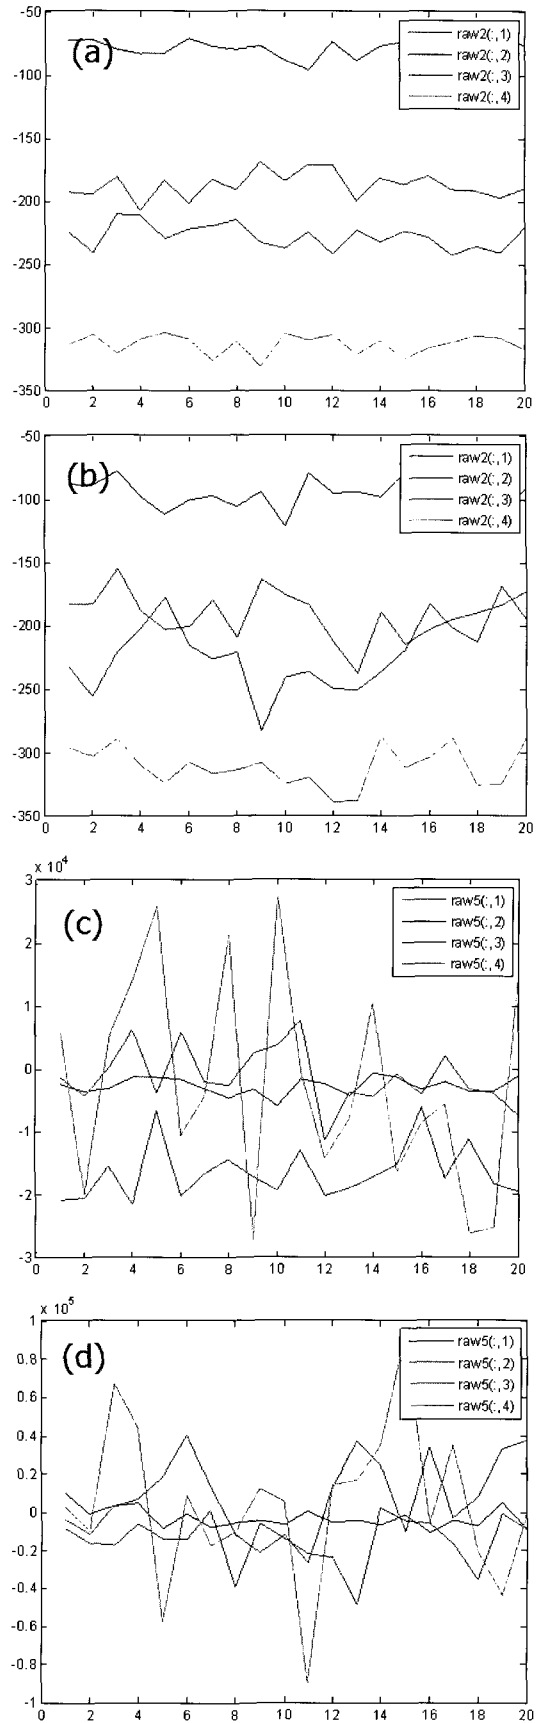 -50
-100
-150
-200
-250
-300
-350
0 2 4 6 8 10 12 14 16 18 20
(a)
raw2(:,1)
raw2(:,2)
raw2(:,3)
raw2(:,4)
-50
-100
-150
-200
-250
-300
-350
0 2 4 6 8 10 12 14 16 18 20
(b)
raw2(:,1)
raw2(:,2)
raw2(:,3)
raw2(:,4)
x 10^4
3
2
1
0
-1
-2
-3
0 2 4 6 8 10 12 14 16 18 20
(c)
raw5(:,1)
raw5(:,2)
raw5(:,3)
raw5(:,4)
x 10^5
1
0.8
0.6
0.4
0.2
0
-0.2
-0.4
-0.6
-0.8
-1
0 2 4 6 8 10 12 14 16 18 20
(d)
raw5(:,1)
raw5(:,2)
raw5(:,3)
raw5(:,4)